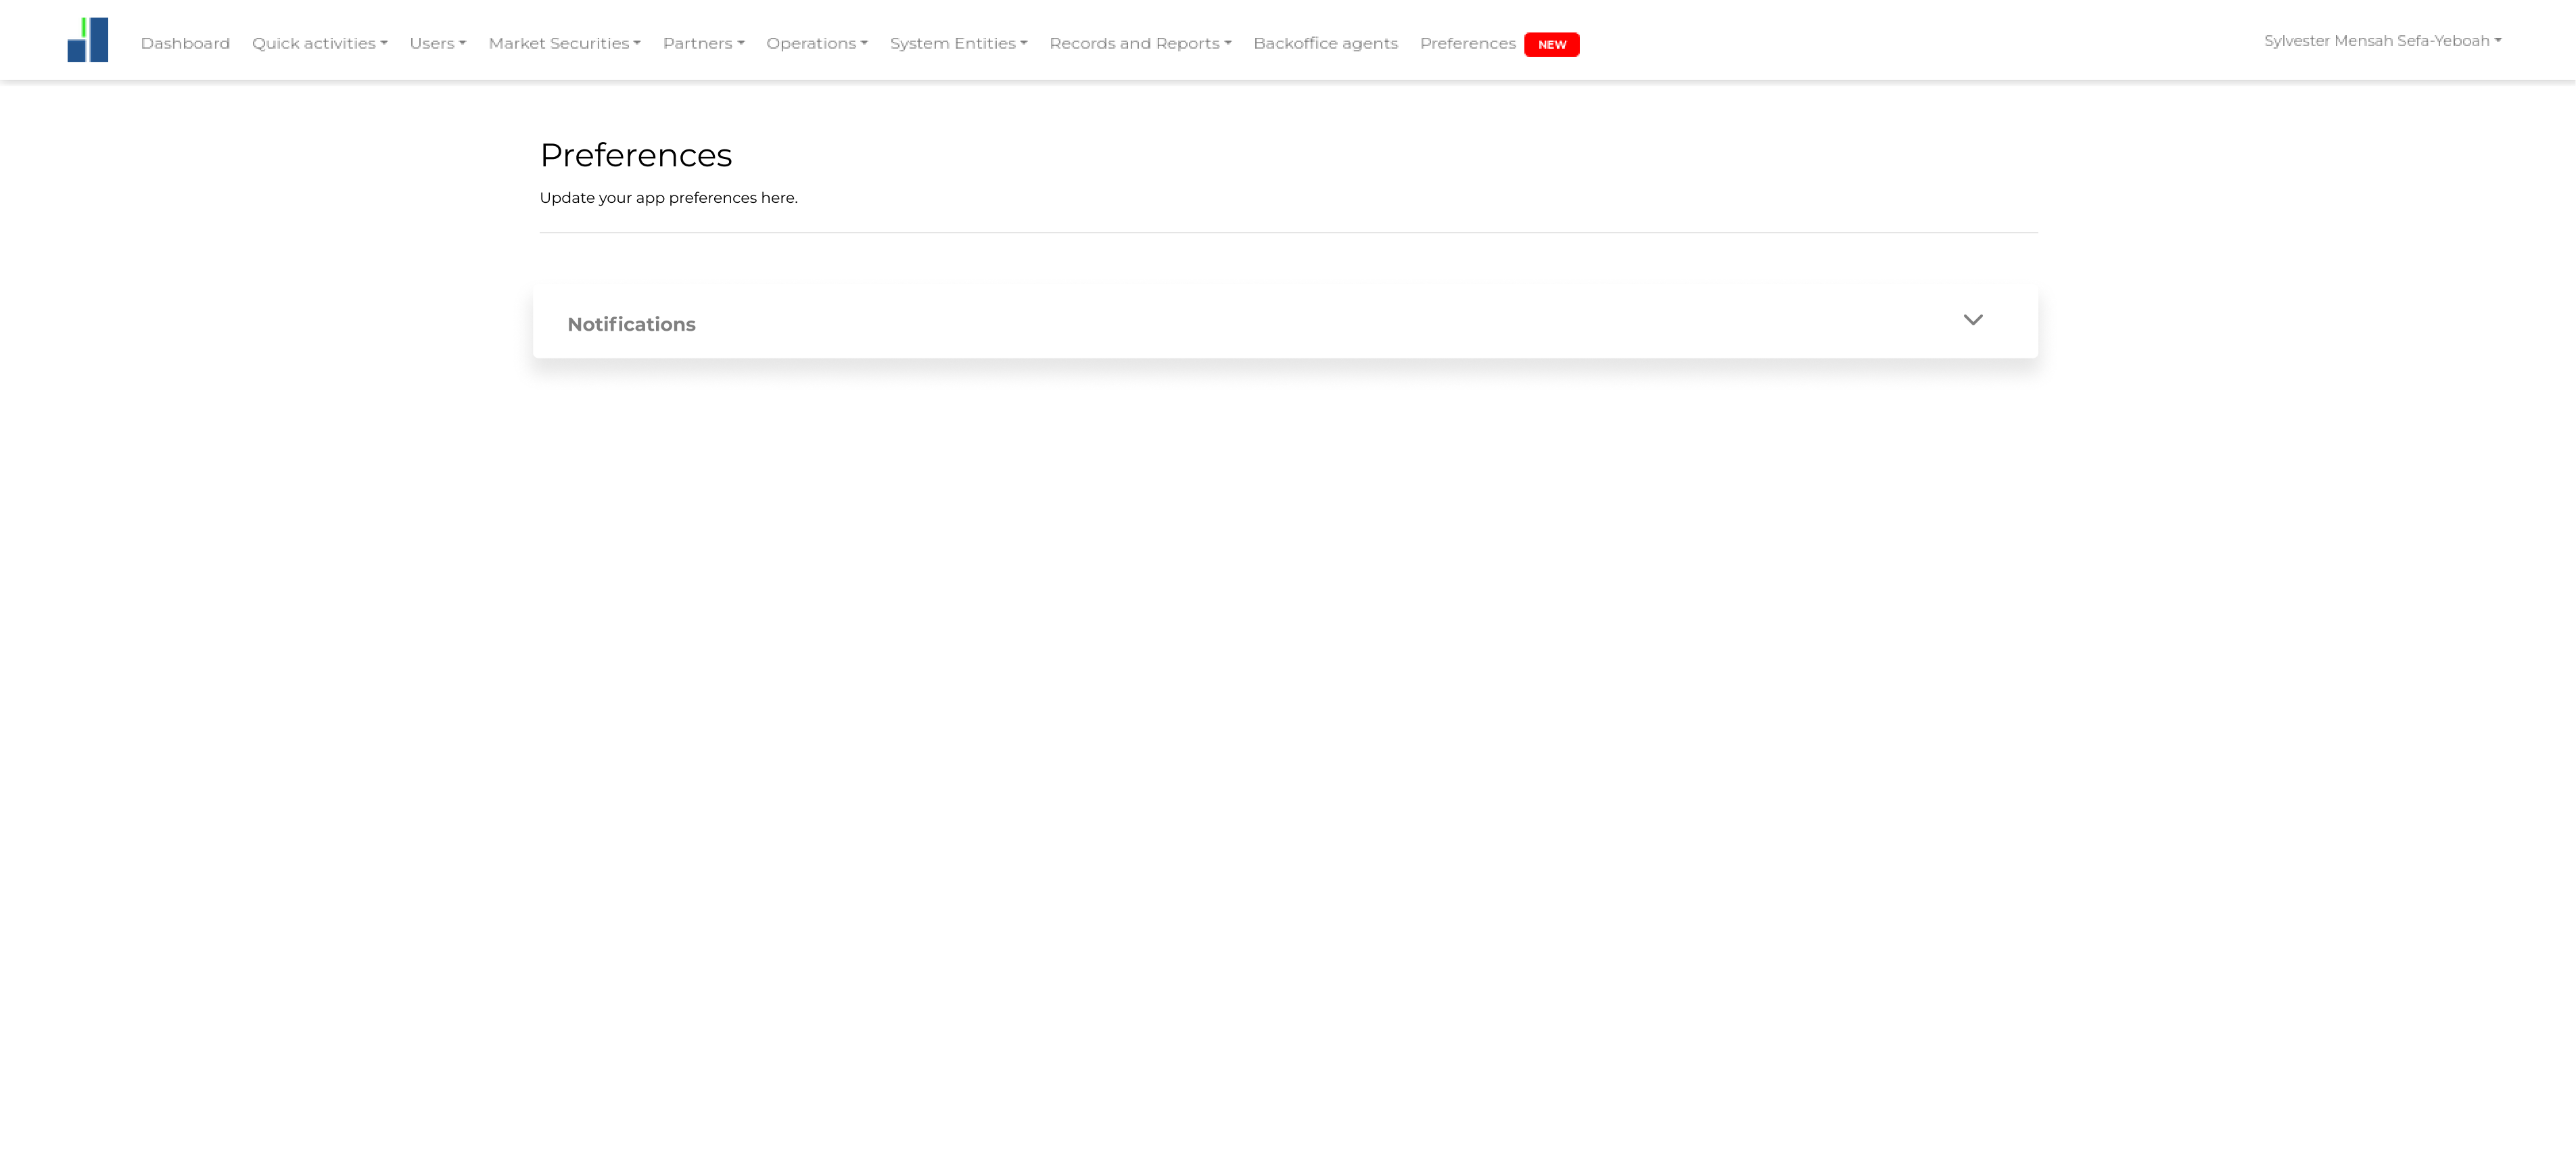 Dashboard Quick activities Users Market Securities Partners Operations System Entities Records and Reports Backoffice agents Preferences NEW Sylvester Mensah Sefa-Yeboah
Preferences
Update your app preferences here.
Notifications